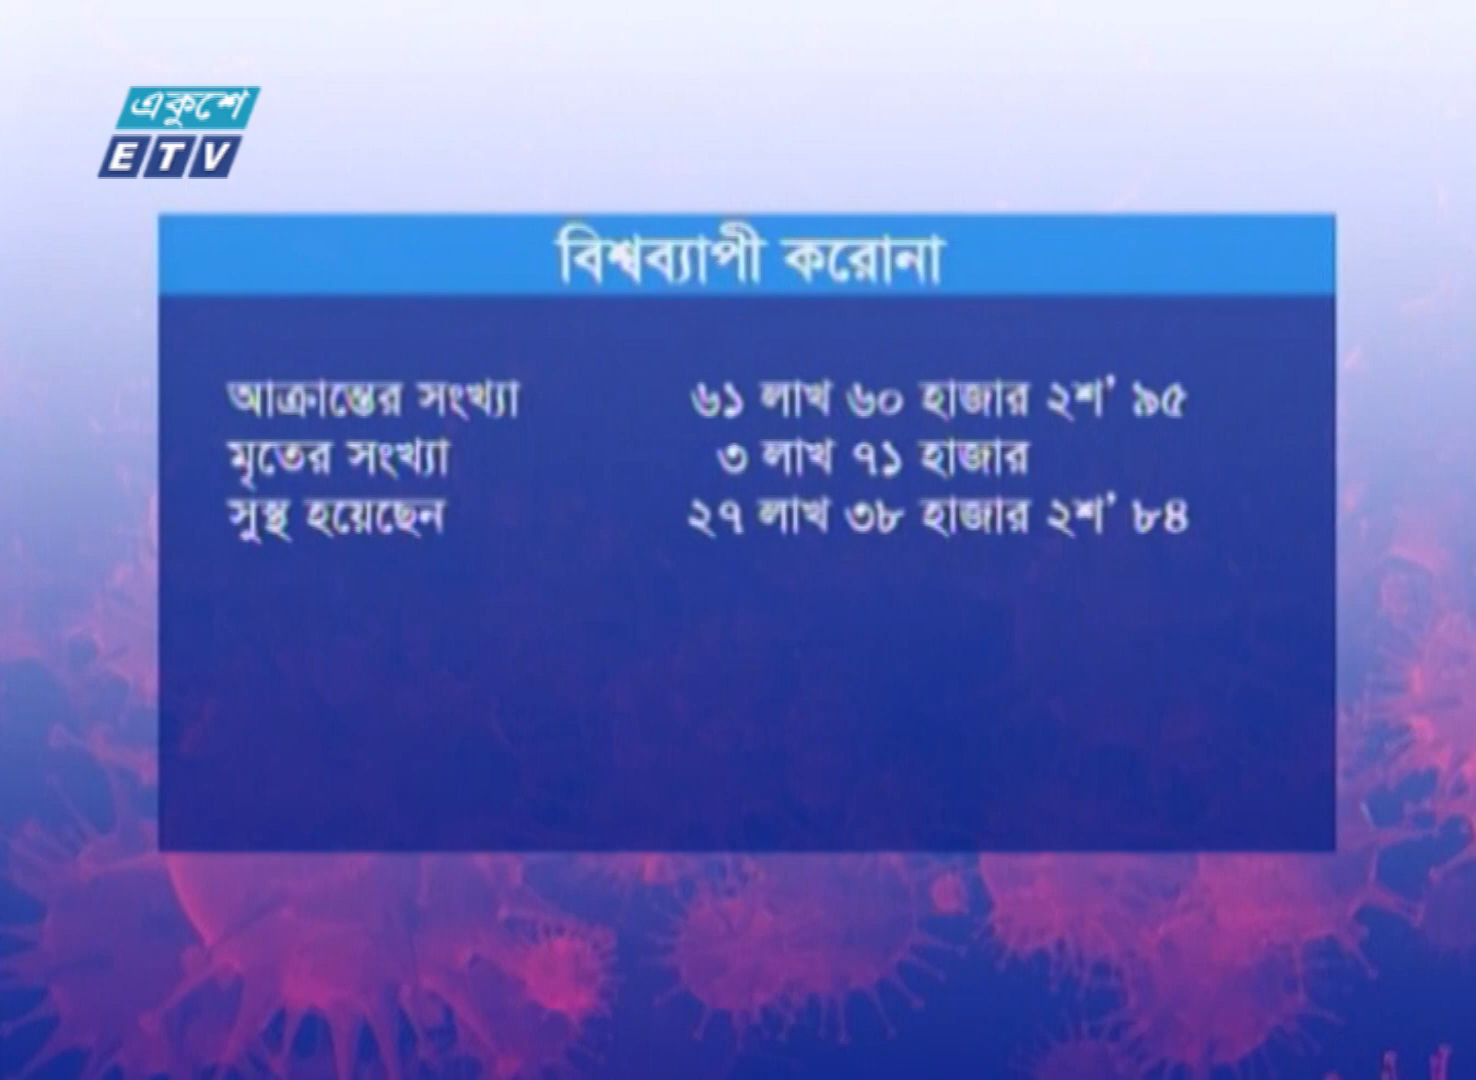 একুশে
ETV
বিশ্বব্যাপী করোনা
আক্রান্তের সংখ্যা ৬১ লাখ ৬০ হাজার ২শ' ৯৫
মৃতের সংখ্যা ৩ লাখ ৭১ হাজার
সুস্থ হয়েছেন ২৭ লাখ ৩৮ হাজার ২শ' ৮৪